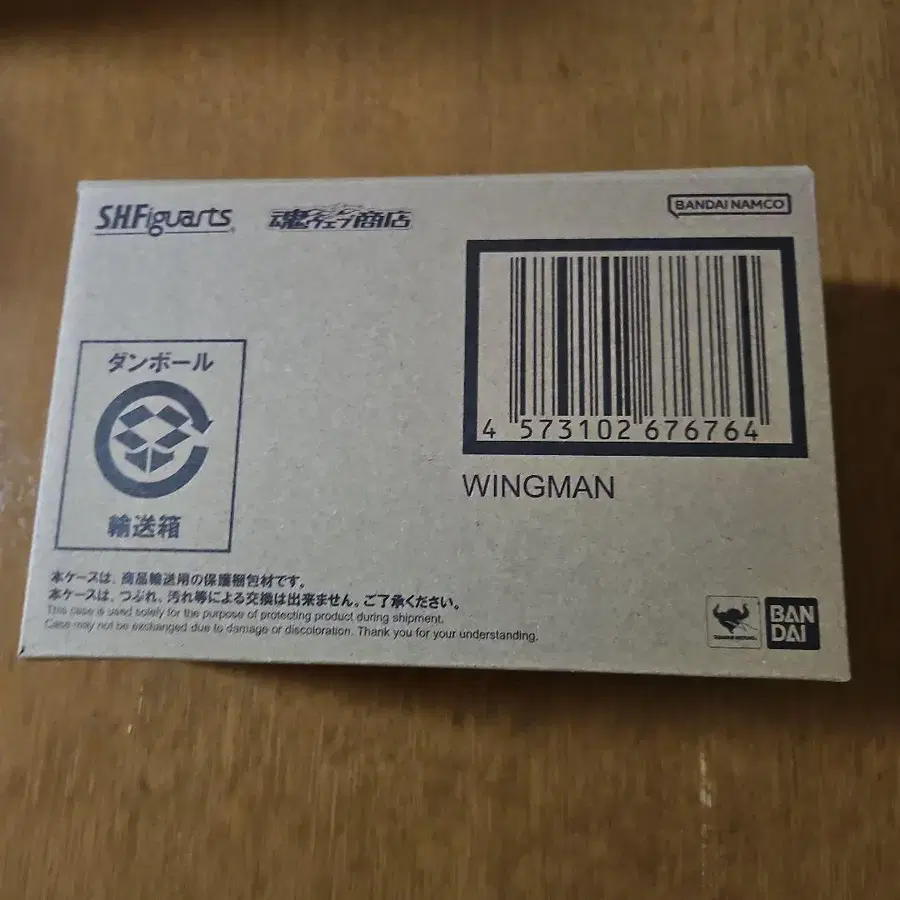 S.H.Figuarts
魂ウェブ商店
BANDAI NAMCO
4 573102 676764
WINGMAN
ダンボール
輸送箱
本ケースは、商品輸送用の保護梱包材です。
本ケースは、つぶれ、汚れ等による交換は出来ません。ご了承ください。
This case is used solely for the purpose of protecting product during shipment.
Case may not be exchanged due to damage or discoloration. Thank you for your understanding.
BAN
DAI